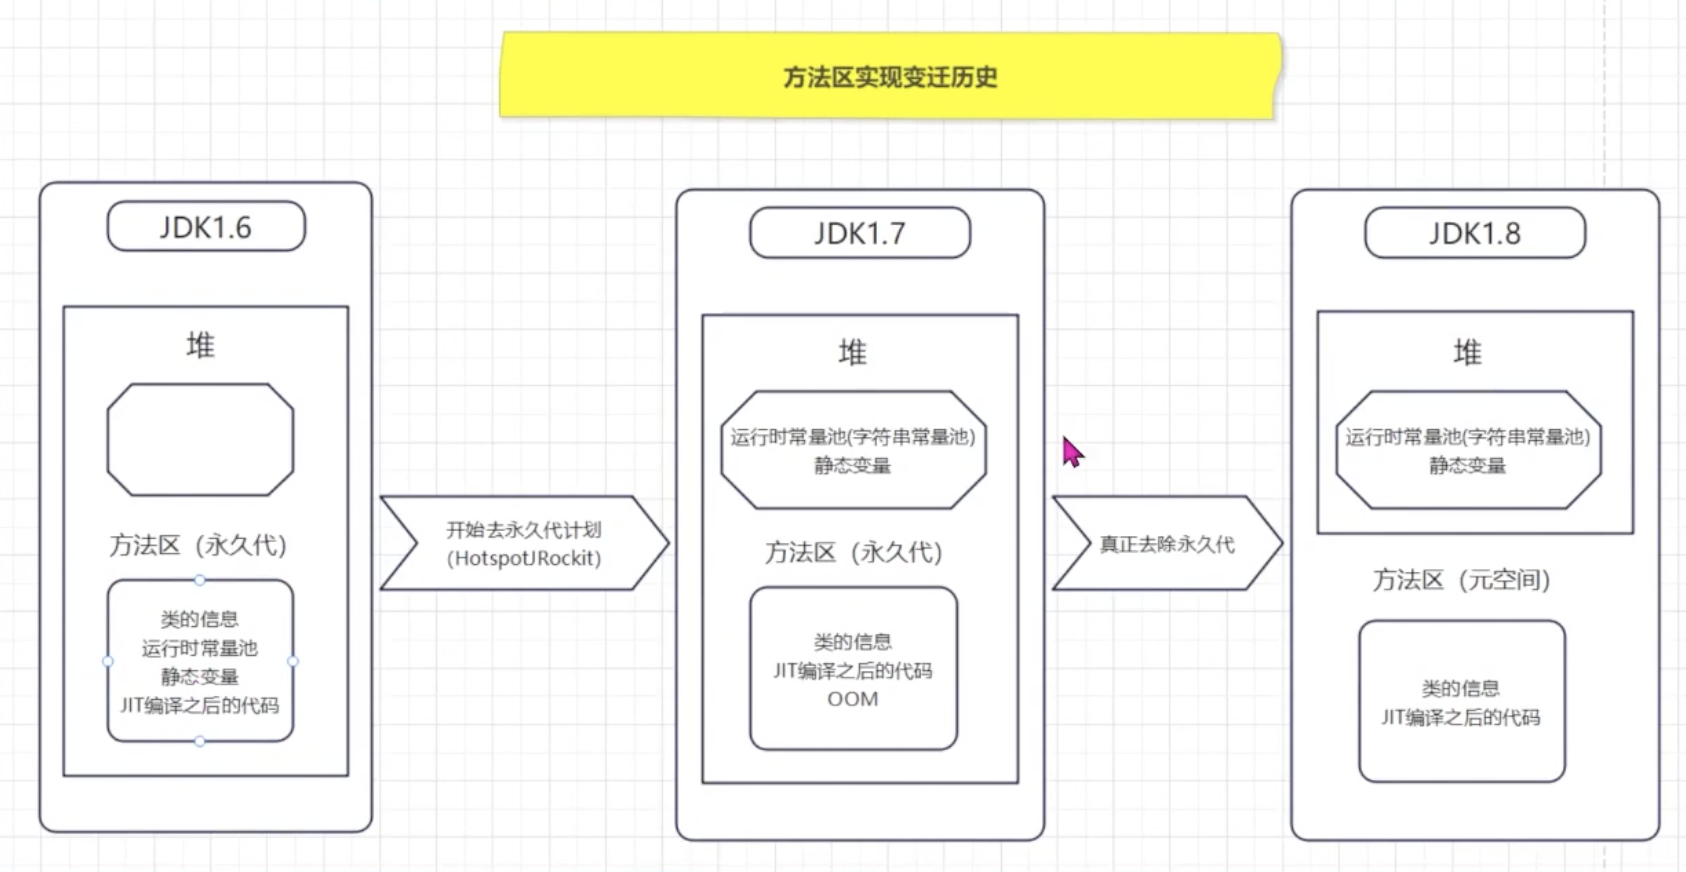 方法区实现变迁历史
JDK1.6
堆
方法区（永久代）
类的信息
运行时常量池
静态变量
JIT编译之后的代码
开始去永久代计划
(HotspotJRockit)
JDK1.7
堆
运行时常量池(字符串常量池)
静态变量
方法区（永久代）
类的信息
JIT编译之后的代码
OOM
真正去除永久代
JDK1.8
堆
运行时常量池(字符串常量池)
静态变量
方法区（元空间）
类的信息
JIT编译之后的代码